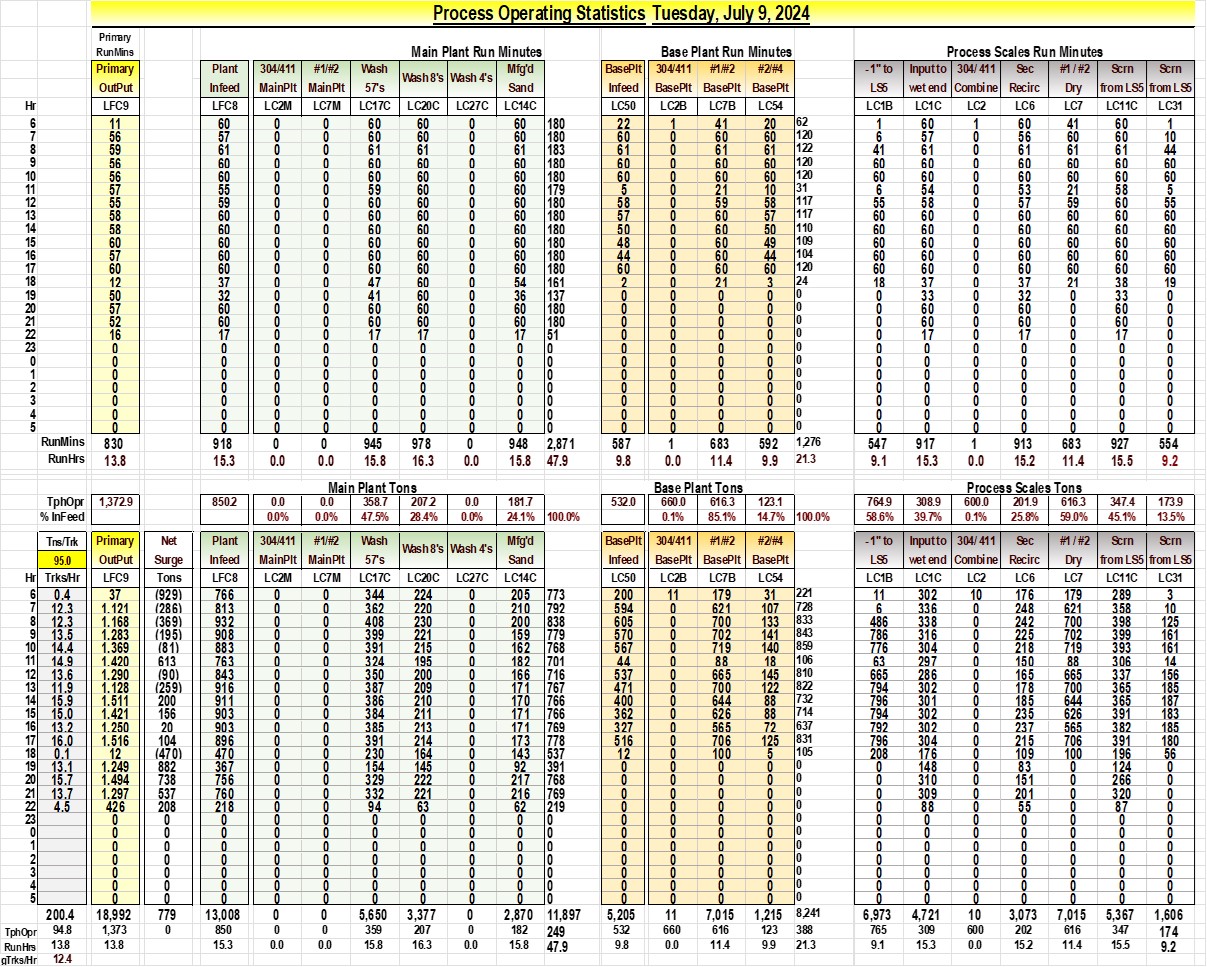 Process Operating Statistics Tuesday, July 9, 2024
Primary
RunMins Main Plant Run Minutes Base Plant Run Minutes Process Scales Run Minutes
Primary Plant 304/411 #1/#2 Wash Wash 8's Wash 4's Mfg'd BasePlt 304/411 #1/#2 #2/#4 -1" to Input to 304/ 411 Sec #1 / #2 Scrn Scrn
OutPut Infeed MainPlt MainPlt 57's Sand Infeed BasePlt BasePlt BasePlt LS5 wet end Combine Recirc Dry from LS5 from LS5
Hr LFC9 LFC8 LC2M LC7M LC17C LC20C LC27C LC14C LC50 LC2B LC7B LC54 LC1B LC1C LC2 LC6 LC7 LC11C LC31
6 11 60 0 0 60 60 0 60 180 22 1 41 20 62 1 60 1 60 41 60 1
7 56 57 0 0 60 60 0 60 180 60 0 60 60 120 6 57 0 56 60 60 10
8 59 61 0 0 61 61 0 61 183 61 0 61 61 122 41 61 0 61 61 61 44
9 56 60 0 0 60 60 0 60 180 60 0 60 60 120 60 60 0 60 60 60 60
10 56 60 0 0 60 60 0 60 180 60 0 60 60 120 60 60 0 60 60 60 60
11 57 55 0 0 59 60 0 60 179 5 0 21 10 31 6 54 0 53 21 58 5
12 55 59 0 0 60 60 0 60 180 58 0 59 58 117 55 58 0 57 59 60 55
13 58 60 0 0 60 60 0 60 180 57 0 60 57 117 60 60 0 60 60 60 60
14 58 60 0 0 60 60 0 60 180 50 0 60 50 110 60 60 0 60 60 60 60
15 60 60 0 0 60 60 0 60 180 48 0 60 49 109 60 60 0 60 60 60 60
16 57 60 0 0 60 60 0 60 180 44 0 60 44 104 60 60 0 60 60 60 60
17 60 60 0 0 60 60 0 60 180 60 0 60 60 120 60 60 0 60 60 60 60
18 12 37 0 0 47 60 0 54 161 2 0 21 3 24 18 37 0 37 21 38 19
19 50 32 0 0 41 60 0 36 137 0 0 0 0 0 0 33 0 32 0 33 0
20 57 60 0 0 60 60 0 60 180 0 0 0 0 0 0 60 0 60 0 60 0
21 52 60 0 0 60 60 0 60 180 0 0 0 0 0 0 60 0 60 0 60 0
22 16 17 0 0 17 17 0 17 51 0 0 0 0 0 0 17 0 17 0 17 0
23 0 0 0 0 0 0 0 0 0 0 0 0 0 0 0 0 0 0 0 0 0
0 0 0 0 0 0 0 0 0 0 0 0 0 0 0 0 0 0 0 0 0 0
1 0 0 0 0 0 0 0 0 0 0 0 0 0 0 0 0 0 0 0 0 0
2 0 0 0 0 0 0 0 0 0 0 0 0 0 0 0 0 0 0 0 0 0
3 0 0 0 0 0 0 0 0 0 0 0 0 0 0 0 0 0 0 0 0 0
4 0 0 0 0 0 0 0 0 0 0 0 0 0 0 0 0 0 0 0 0 0
5 0 0 0 0 0 0 0 0 0 0 0 0 0 0 0 0 0 0 0 0 0
RunMins 830 918 0 0 945 978 0 948 2,871 587 1 683 592 1,276 547 917 1 913 683 927 554
RunHrs 13.8 15.3 0.0 0.0 15.8 16.3 0.0 15.8 47.9 9.8 0.0 11.4 9.9 21.3 9.1 15.3 0.0 15.2 11.4 15.5 9.2
Main Plant Tons Base Plant Tons Process Scales Tons
TphOpr 1,372.9 850.2 0.0 0.0 358.7 207.2 0.0 181.7 532.0 660.0 616.3 123.1 764.9 308.9 600.0 201.9 616.3 347.4 173.9
% InFeed 0.0% 0.0% 47.5% 28.4% 0.0% 24.1% 100.0% 0.1% 85.1% 14.7% 100.0% 58.6% 39.7% 0.1% 25.8% 59.0% 45.1% 13.5%
Tns/Trk Primary Net Plant 304/411 #1/#2 Wash Wash 8's Wash 4's Mfg'd BasePlt 304/411 #1/#2 #2/#4 -1" to Input to 304/ 411 Sec #1 / #2 Scrn Scrn
95.0 OutPut Surge Infeed MainPlt MainPlt 57's Sand Infeed BasePlt BasePlt BasePlt LS5 wet end Combine Recirc Dry from LS5 from LS5
Hr Trks/Hr LFC9 Tons LFC8 LC2M LC7M LC17C LC20C LC27C LC14C LC50 LC2B LC7B LC54 LC1B LC1C LC2 LC6 LC7 LC11C LC31
6 0.4 37 (929) 766 0 0 344 224 0 205 773 200 11 179 31 221 11 302 10 176 179 289 3
7 12.3 1.121 (286) 813 0 0 362 220 0 210 792 594 0 621 107 728 6 336 0 248 621 358 10
8 12.3 1.168 (369) 932 0 0 408 230 0 200 838 605 0 700 133 833 486 338 0 242 700 398 125
9 13.5 1.283 (195) 908 0 0 399 221 0 159 779 570 0 702 141 843 786 316 0 225 702 399 161
10 14.4 1.369 (81) 883 0 0 391 215 0 162 768 567 0 719 140 859 776 304 0 218 719 393 161
11 14.9 1.420 613 763 0 0 324 195 0 182 701 44 0 88 18 106 63 297 0 150 88 306 14
12 13.6 1.290 (90) 843 0 0 350 200 0 166 716 537 0 665 145 810 665 286 0 165 665 337 156
13 11.9 1.128 (259) 916 0 0 387 209 0 171 767 471 0 700 122 822 794 302 0 178 700 365 185
14 15.9 1.511 200 911 0 0 386 210 0 170 766 400 0 644 88 732 796 301 0 185 644 365 187
15 15.0 1.421 156 903 0 0 384 211 0 171 766 362 0 626 88 714 794 302 0 235 626 391 183
16 13.2 1.250 20 903 0 0 385 213 0 171 769 327 0 565 72 637 792 302 0 237 565 382 185
17 16.0 1.516 104 896 0 0 391 214 0 173 778 516 0 706 125 831 796 304 0 215 706 391 180
18 0.1 12 (470) 470 0 0 230 164 0 143 537 12 0 100 5 105 208 176 0 109 100 196 56
19 13.1 1.249 882 367 0 0 154 145 0 92 391 0 0 0 0 0 0 148 0 83 0 124 0
20 15.7 1.494 738 756 0 0 329 222 0 217 768 0 0 0 0 0 0 310 0 151 0 266 0
21 13.7 1.297 537 760 0 0 332 221 0 216 769 0 0 0 0 0 0 309 0 201 0 320 0
22 4.5 426 208 218 0 0 94 63 0 62 219 0 0 0 0 0 0 88 0 55 0 87 0
23 0 0 0 0 0 0 0 0 0 0 0 0 0 0 0 0 0 0 0 0 0 0
0 0 0 0 0 0 0 0 0 0 0 0 0 0 0 0 0 0 0 0 0 0 0
1 0 0 0 0 0 0 0 0 0 0 0 0 0 0 0 0 0 0 0 0 0 0
2 0 0 0 0 0 0 0 0 0 0 0 0 0 0 0 0 0 0 0 0 0 0
3 0 0 0 0 0 0 0 0 0 0 0 0 0 0 0 0 0 0 0 0 0 0
4 0 0 0 0 0 0 0 0 0 0 0 0 0 0 0 0 0 0 0 0 0 0
5 0 0 0 0 0 0 0 0 0 0 0 0 0 0 0 0 0 0 0 0 0 0
200.4 18,992 779 13,008 0 0 5,650 3,377 0 2,870 11,897 5,205 11 7,015 1,215 8,241 6,973 4,721 10 3,073 7,015 5,367 1,606
TphOpr 94.8 1,373 0 850 0 0 359 207 0 182 249 532 660 616 123 388 765 309 600 202 616 347 174
RunHrs 13.8 13.8 15.3 0.0 0.0 15.8 16.3 0.0 15.8 47.9 9.8 0.0 11.4 9.9 21.3 9.1 15.3 0.0 15.2 11.4 15.5 9.2
gTrks/Hr 12.4